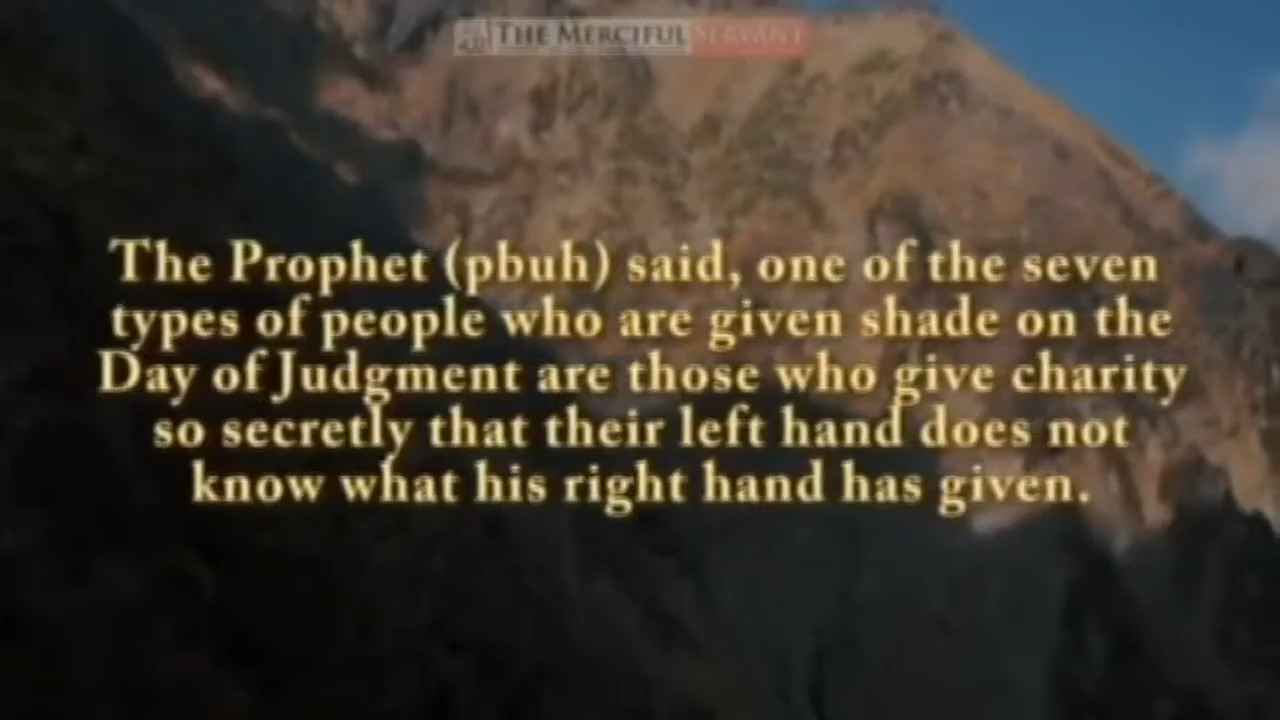 THE MERCIFUL SERVANT
The Prophet (pbuh) said, one of the seven
types of people who are given shade on the
Day of Judgment are those who give charity
so secretly that their left hand does not
know what his right hand has given.